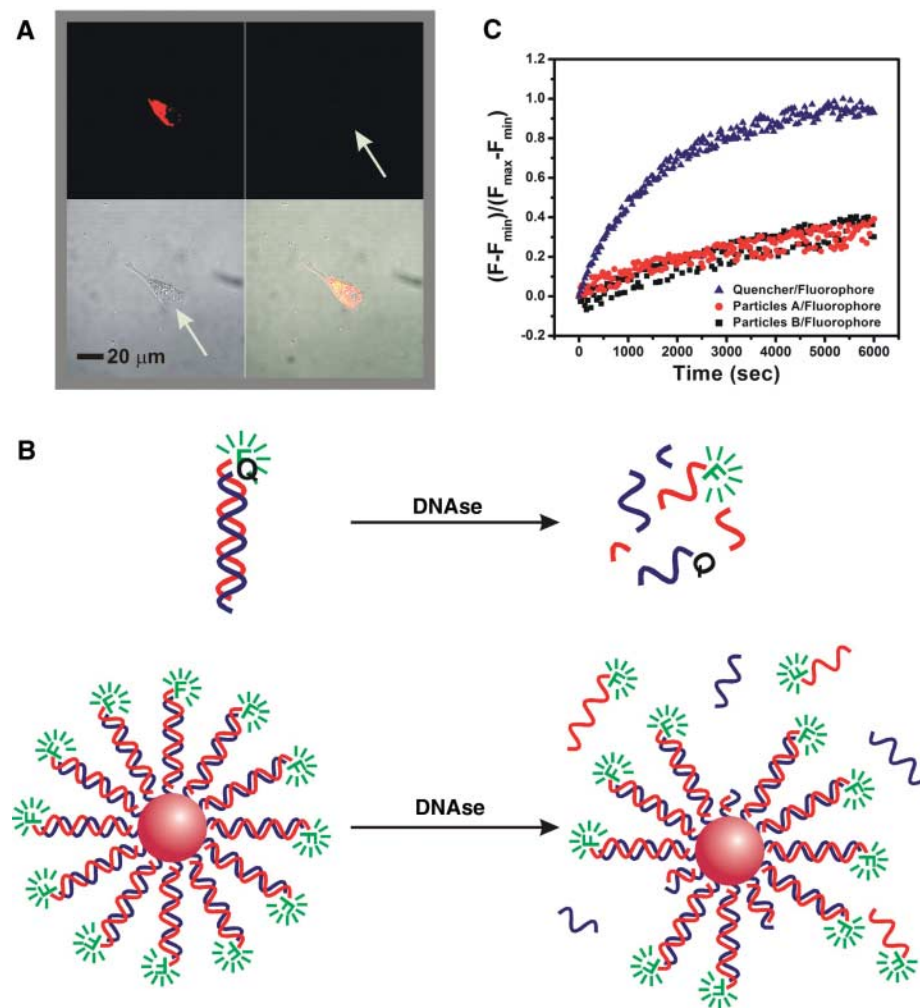 A
20 μm
C
(F-Fmin)/(Fmax-Fmin)
1.2
1.0
0.8
0.6
0.4
0.2
0.0
-0.2
Quencher/Fluorophore
Particles A/Fluorophore
Particles B/Fluorophore
0 1000 2000 3000 4000 5000 6000
Time (sec)
B
F
Q
DNAse
F
Q
F F F F F F F F F F F F
DNAse
F F F F F F F F F F F F